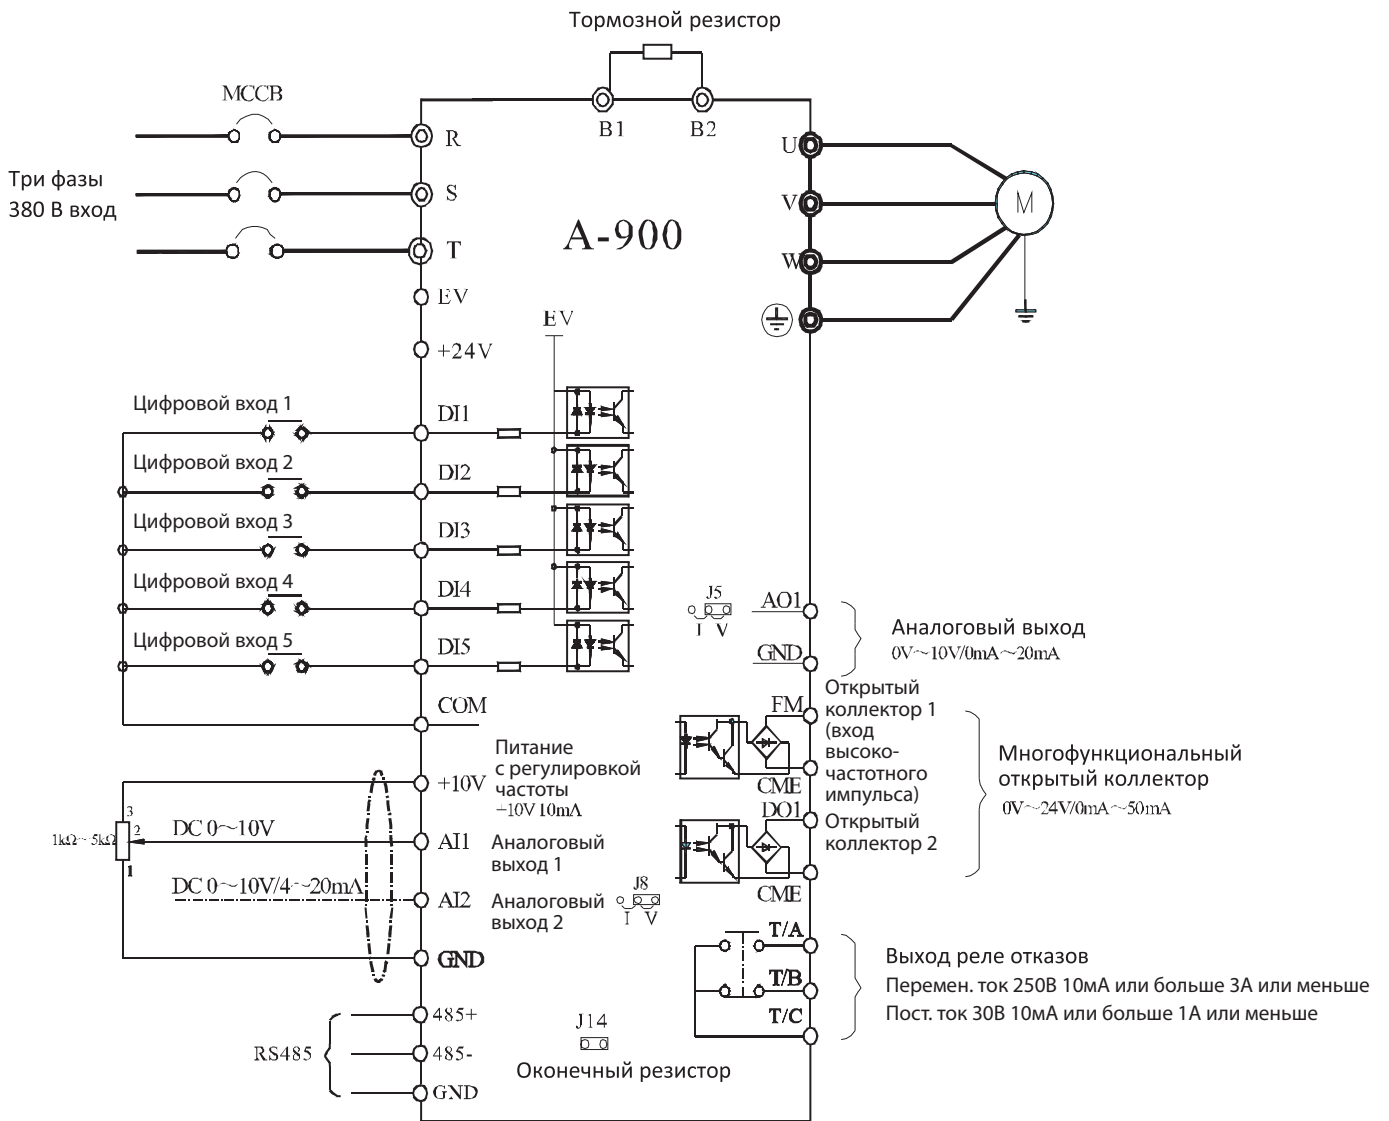 Тормозной резистор
MCCB
B1
B2
R
U
Три фазы
380 В вход
S
V
M
А-900
T
W
EV
EV
+24V
Цифровой вход 1
DI1
Цифровой вход 2
DI2
Цифровой вход 3
DI3
Цифровой вход 4
DI4
Цифровой вход 5
DI5
COM
J5
I V
AO1
GND
Аналоговый выход
0V～10V/0mA～20mA
FM
CME
Открытый
коллектор 1
(вход
высоко-
частотного
импульса)
DO1
CME
Открытый
коллектор 2
Многофункциональный
открытый коллектор
0V～24V/0mA～50mA
+10V
Питание
с регулировкой
частоты
+10V 10mA
3
2
1
1kΩ～5kΩ
DC 0～10V
AI1
Аналоговый
выход 1
DC 0～10V/4～20mA
AI2
Аналоговый
выход 2
J8
I V
GND
T/A
T/B
T/C
Выход реле отказов
Перемен. ток 250В 10мА или больше 3А или меньше
Пост. ток 30В 10мА или больше 1А или меньше
RS485
485+
485-
GND
J14
Оконечный резистор